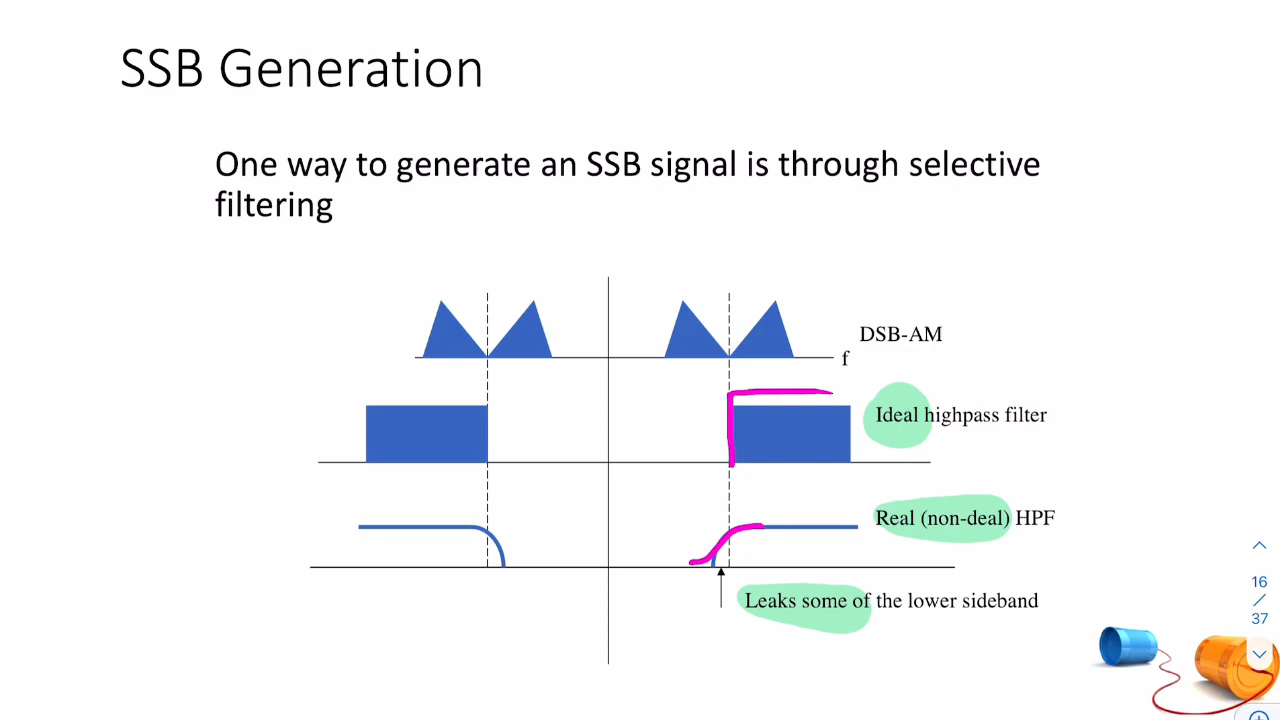 SSB Generation
One way to generate an SSB signal is through selective
filtering
DSB-AM
f
Ideal highpass filter
Real (non-deal) HPF
Leaks some of the lower sideband
16
/
37